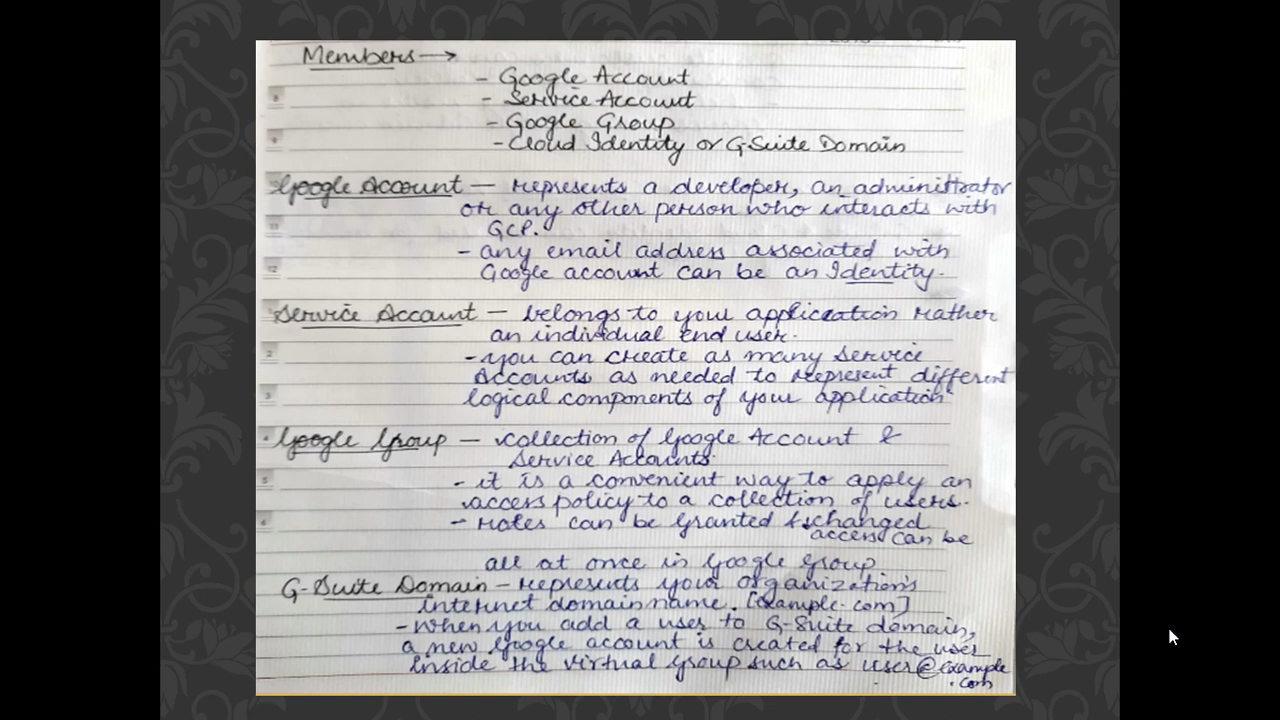 Members →
- Google Account
- Service Account
- Google Group
- Cloud Identity or G-Suite Domain
Google Account — represents a developer, an administrator
or any other person who interacts with
GCP.
- any email address associated with
Google account can be an Identity.
Service Account — belongs to your application rather
an individual end user.
- you can create as many service
accounts as needed to represent different
logical components of your application
Google Group — collection of Google Account &
Service Accounts.
- it is a convenient way to apply an
access policy to a collection of users.
- roles can be granted & changed
access can be
all at once in Google Group
G-Suite Domain - represents your organization's
internet domain name. [example.com]
- When you add a user to G-Suite domain,
a new google account is created for the user
inside the virtual group such as user@example
.com